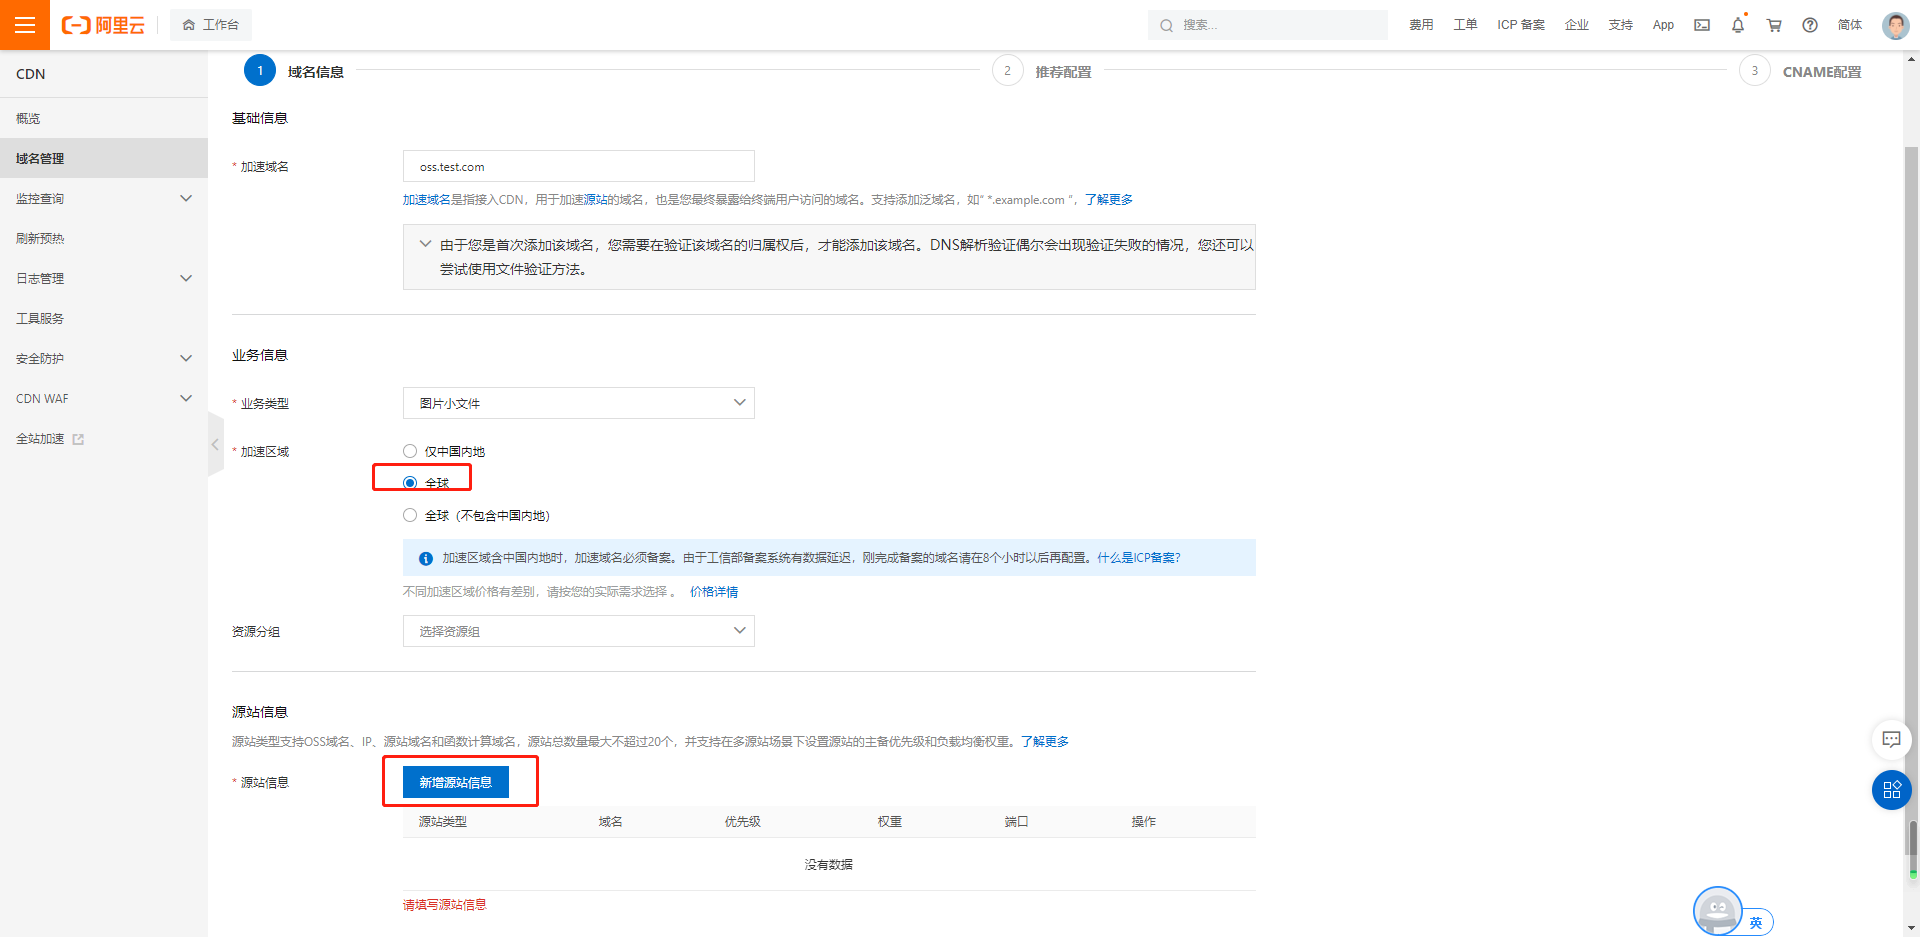 阿里云
工作台
搜索...
费用
工单
ICP 备案
企业
支持
App
简体
CDN
概览
域名管理
监控查询
刷新预热
日志管理
工具服务
安全防护
CDN WAF
全站加速
1
域名信息
2
推荐配置
3
CNAME配置
基础信息
* 加速域名
oss.test.com
加速域名是指接入CDN，用于加速源站的域名，也是您最终暴露给终端用户访问的域名。支持添加泛域名，如“ *.example.com ”，了解更多
由于您是首次添加该域名，您需要在验证该域名的归属权后，才能添加该域名。DNS解析验证偶尔会出现验证失败的情况，您还可以
尝试使用文件验证方法。
业务信息
* 业务类型
图片小文件
* 加速区域
仅中国内地
全球
全球（不包含中国内地）
加速区域含中国内地时，加速域名必须备案。由于工信部备案系统有数据延迟，刚完成备案的域名请在8个小时以后再配置。什么是ICP备案?
不同加速区域价格有差别，请按您的实际需求选择 。 价格详情
资源分组
选择资源组
源站信息
源站类型支持OSS域名、IP、源站域名和函数计算域名，源站总数量最大不超过20个，并支持在多源站场景下设置源站的主备优先级和负载均衡权重。了解更多
* 源站信息
新增源站信息
源站类型 域名 优先级 权重 端口 操作
没有数据
请填写源站信息
英